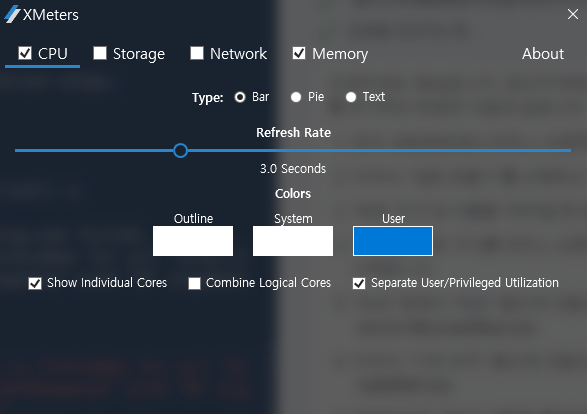 XMeters
CPU Storage Network Memory About
Type: Bar Pie Text
Refresh Rate
3.0 Seconds
Colors
Outline System User
Show Individual Cores Combine Logical Cores Separate User/Privileged Utilization